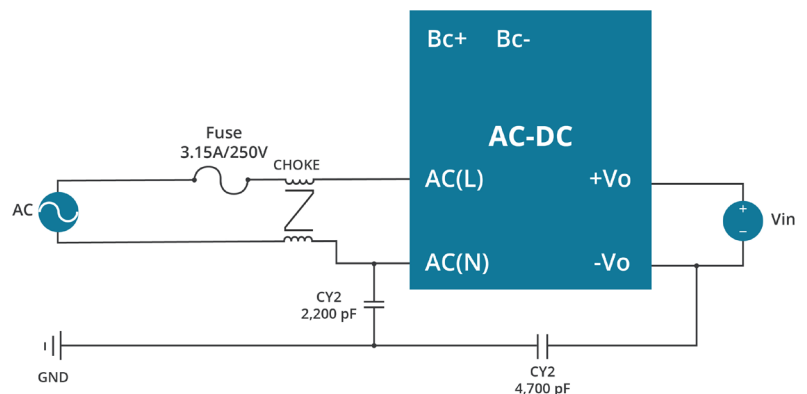 Bc+ Bc-
AC-DC
Fuse
3.15A/250V
CHOKE
AC(L)
+Vo
AC
+
Vin
−
AC(N)
-Vo
CY2
2,200 pF
GND
CY2
4,700 pF